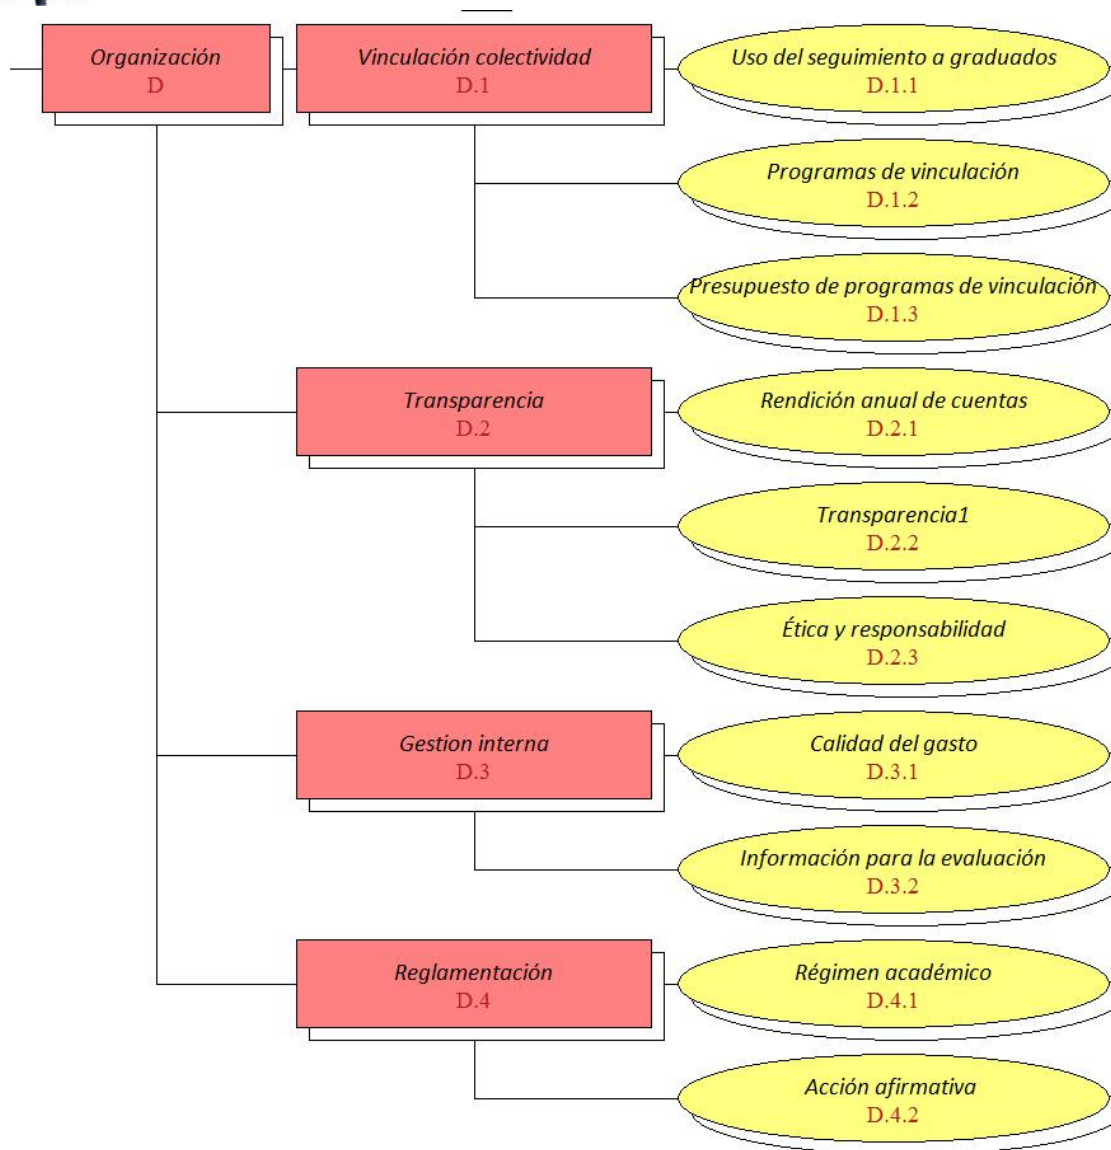 Organización
D
Vinculación colectividad
D.1
Uso del seguimiento a graduados
D.1.1
Programas de vinculación
D.1.2
Presupuesto de programas de vinculación
D.1.3
Transparencia
D.2
Rendición anual de cuentas
D.2.1
Transparencia1
D.2.2
Ética y responsabilidad
D.2.3
Gestion interna
D.3
Calidad del gasto
D.3.1
Información para la evaluación
D.3.2
Reglamentación
D.4
Régimen académico
D.4.1
Acción afirmativa
D.4.2